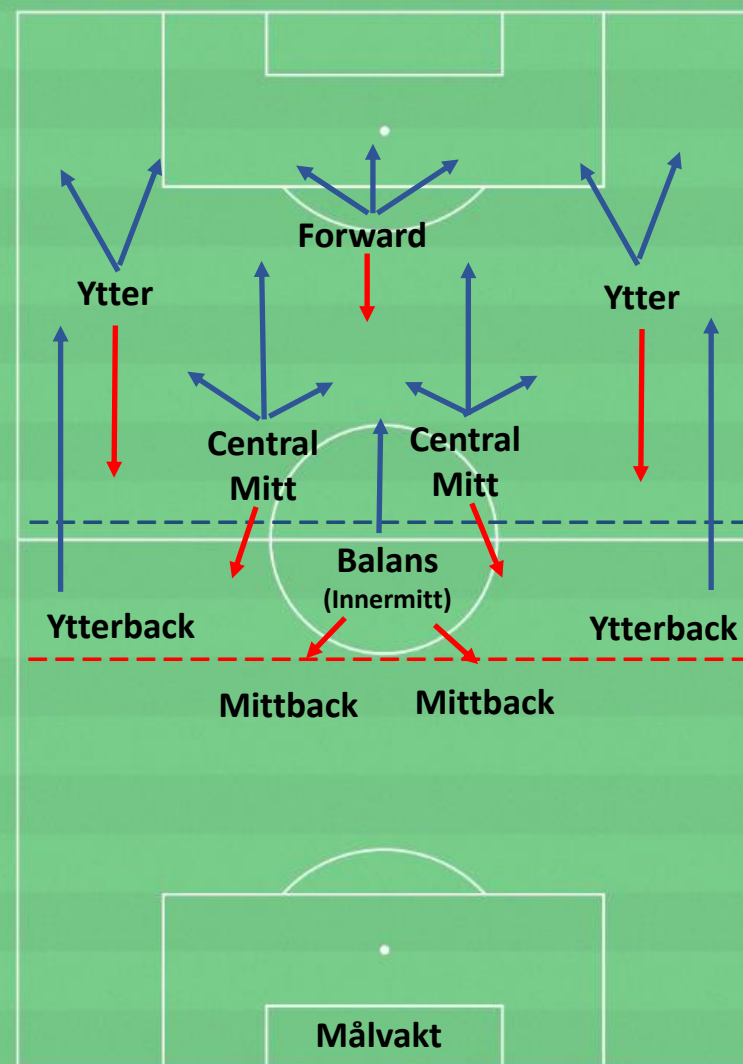 Forward
Ytter
Ytter
Central
Mitt
Central
Mitt
Balans
(Innermitt)
Ytterback
Ytterback
Mittback
Mittback
Målvakt